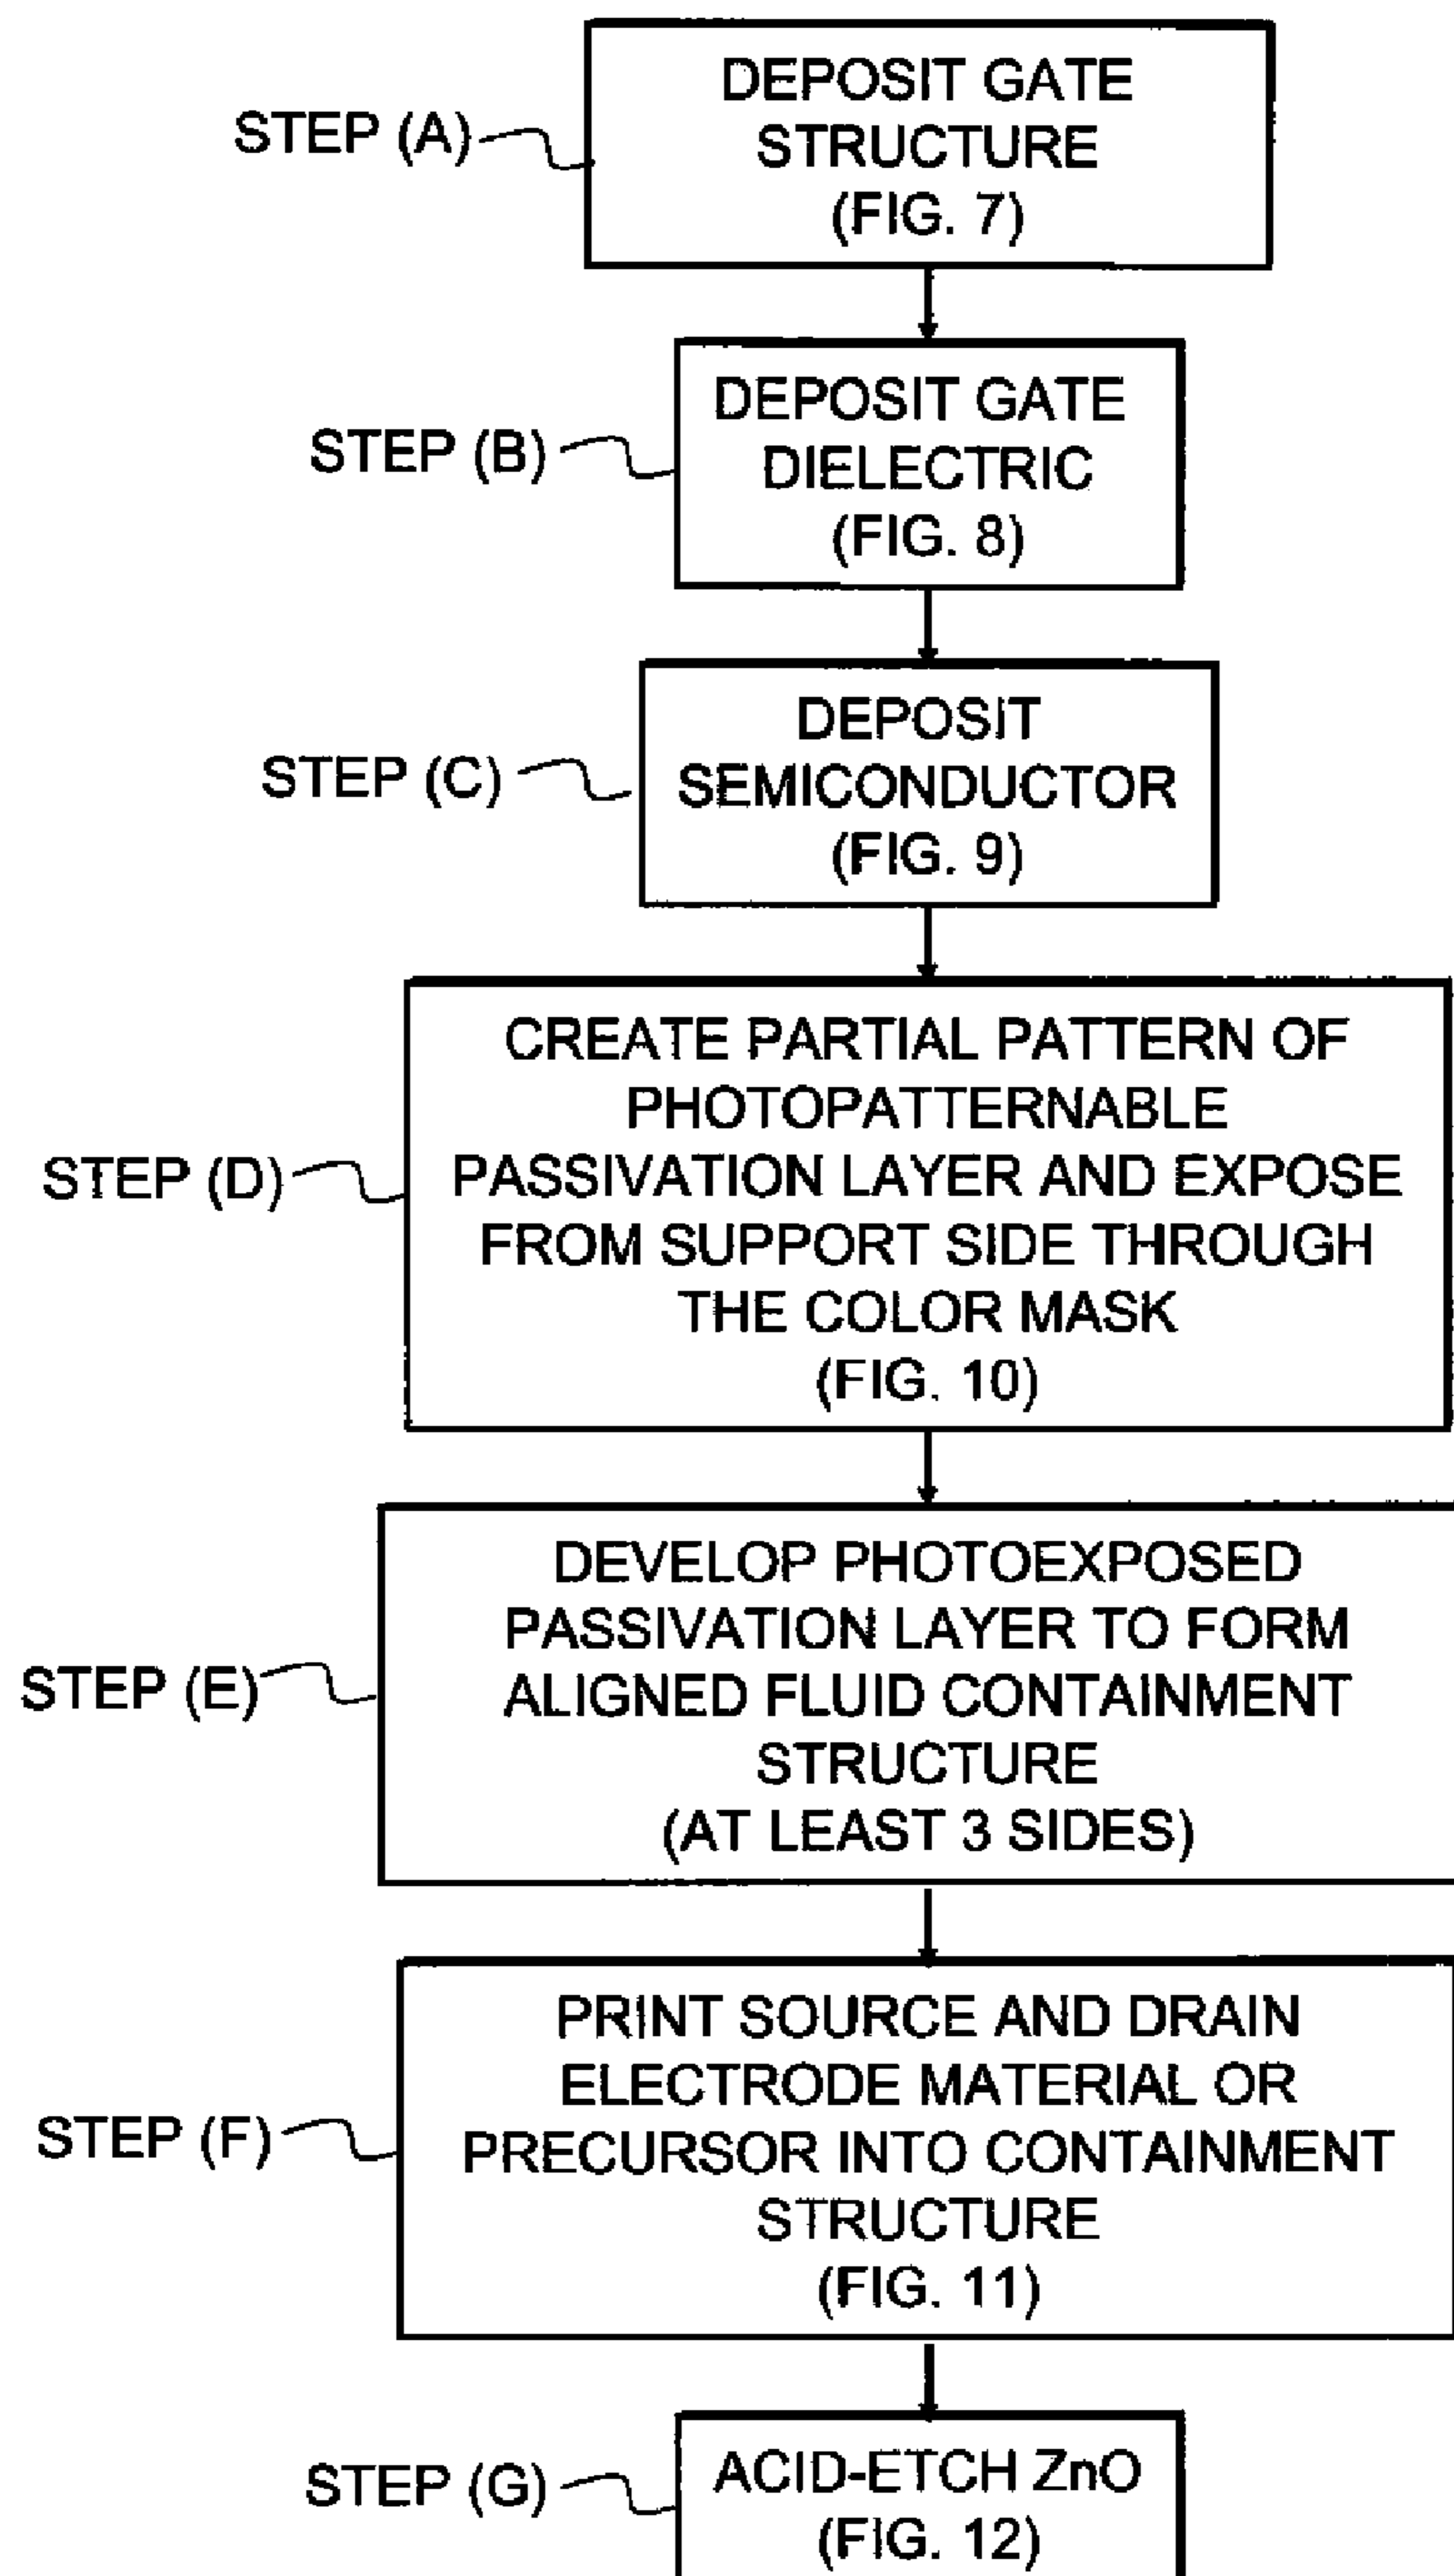 DEPOSIT GATE
STRUCTURE
(FIG. 7)
STEP (A)
DEPOSIT GATE
DIELECTRIC
(FIG. 8)
STEP (B)
DEPOSIT
SEMICONDUCTOR
(FIG. 9)
STEP (C)
CREATE PARTIAL PATTERN OF
PHOTOPATTERNABLE
PASSIVATION LAYER AND EXPOSE
FROM SUPPORT SIDE THROUGH
THE COLOR MASK
(FIG. 10)
STEP (D)
DEVELOP PHOTOEXPOSED
PASSIVATION LAYER TO FORM
ALIGNED FLUID CONTAINMENT
STRUCTURE
(AT LEAST 3 SIDES)
STEP (E)
PRINT SOURCE AND DRAIN
ELECTRODE MATERIAL OR
PRECURSOR INTO CONTAINMENT
STRUCTURE
(FIG. 11)
STEP (F)
ACID-ETCH ZnO
(FIG. 12)
STEP (G)